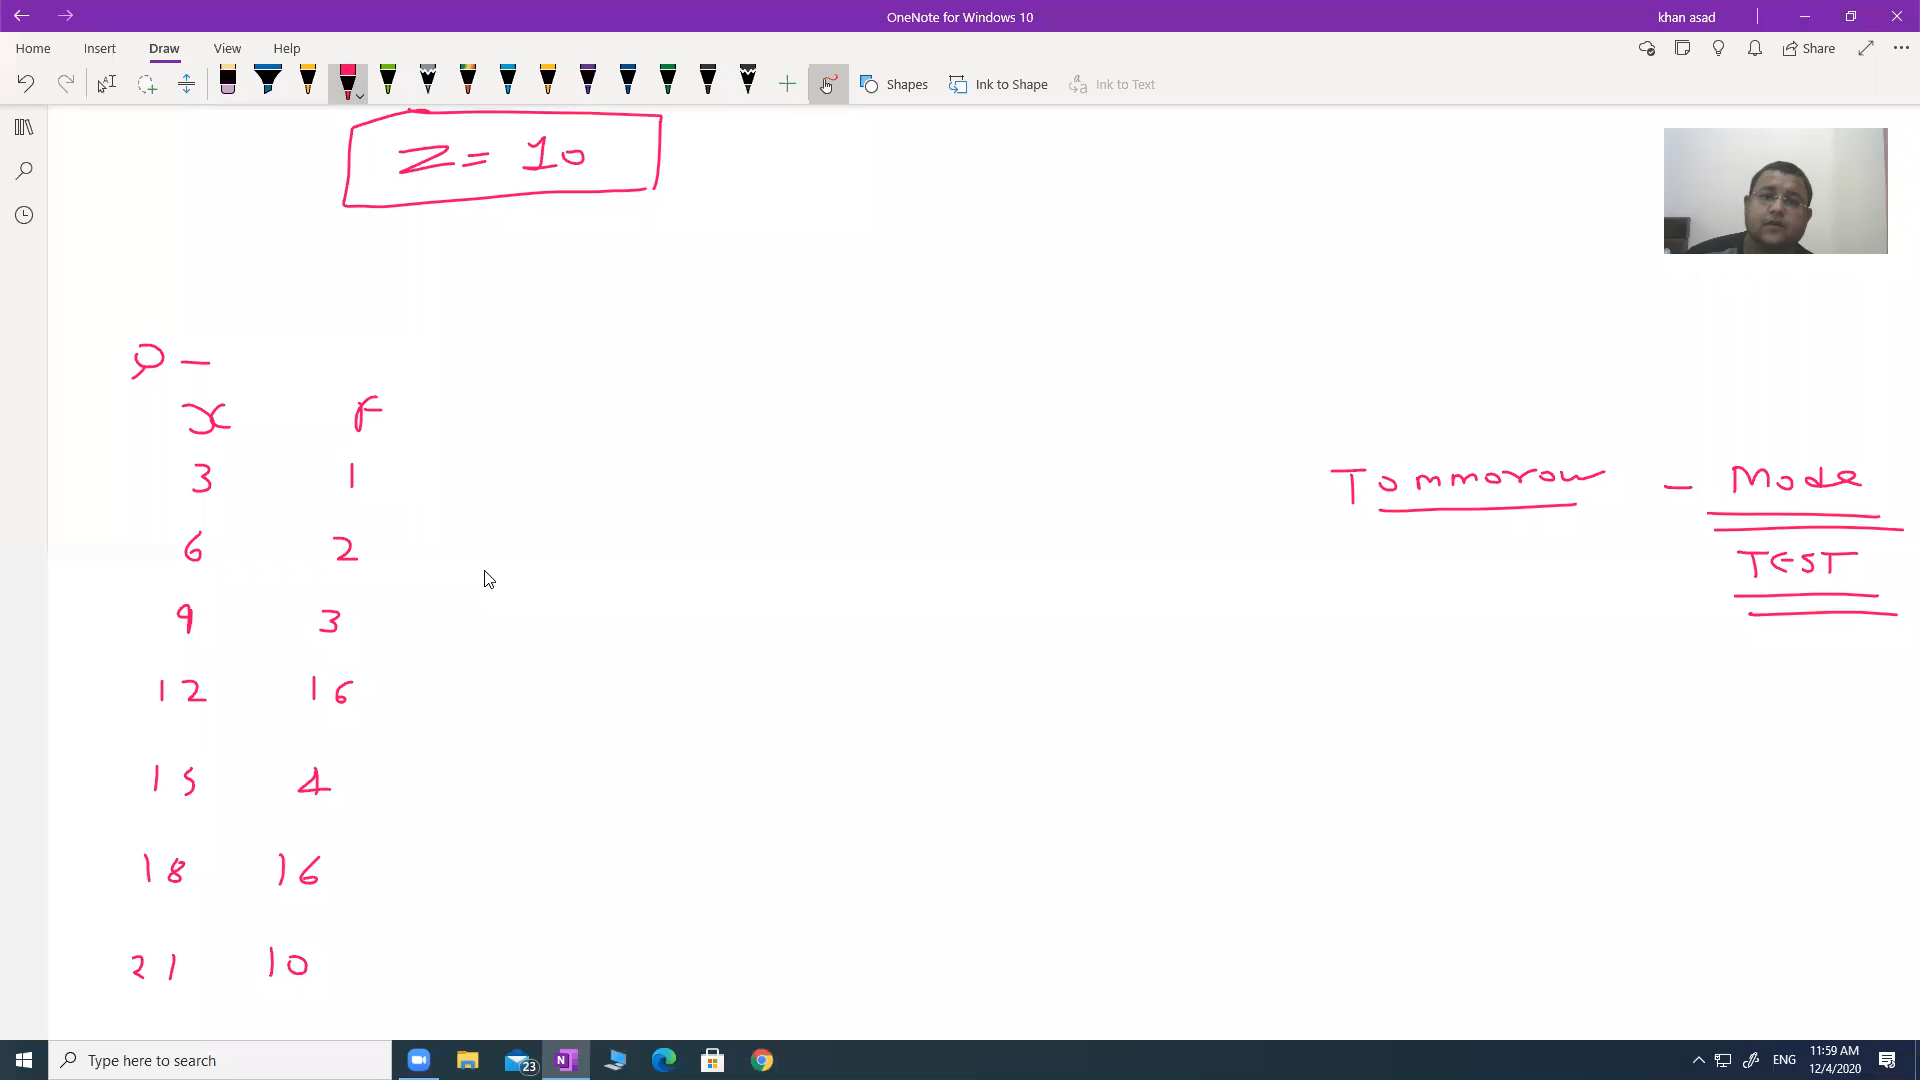 OneNote for Windows 10
khan asad
Home Insert Draw View Help
Share
Shapes
Ink to Shape
Ink to Text
Z = 10
Q -
x F
3 1
6 2
9 3
12 16
15 4
18 16
21 10
Tommorow - Mode
TEST
Type here to search
23
N
ENG
11:59 AM
12/4/2020